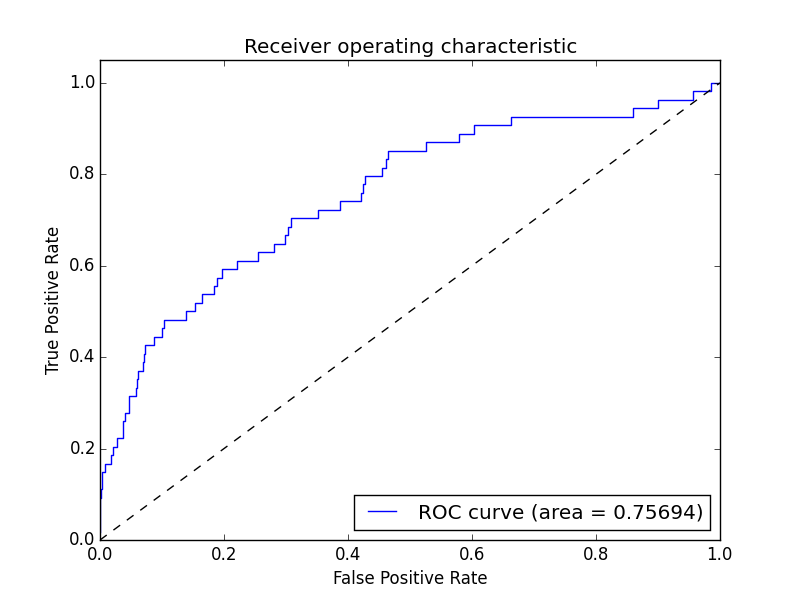 Receiver operating characteristic
1.0
0.8
0.6
0.4
0.2
0.0
True Positive Rate
ROC curve (area = 0.75694)
0.0 0.2 0.4 0.6 0.8 1.0
False Positive Rate